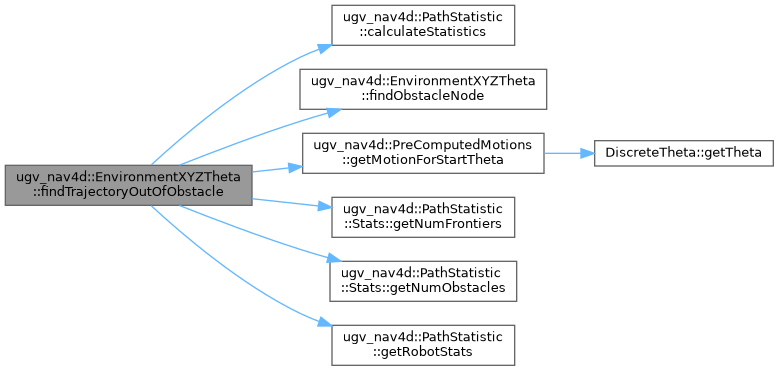 ugv_nav4d::PathStatistic
::calculateStatistics
ugv_nav4d::EnvironmentXYZTheta
::findObstacleNode
ugv_nav4d::PreComputedMotions
::getMotionForStartTheta
DiscreteTheta::getTheta
ugv_nav4d::EnvironmentXYZTheta
::findTrajectoryOutOfObstacle
ugv_nav4d::PathStatistic
::Stats::getNumFrontiers
ugv_nav4d::PathStatistic
::Stats::getNumObstacles
ugv_nav4d::PathStatistic
::getRobotStats